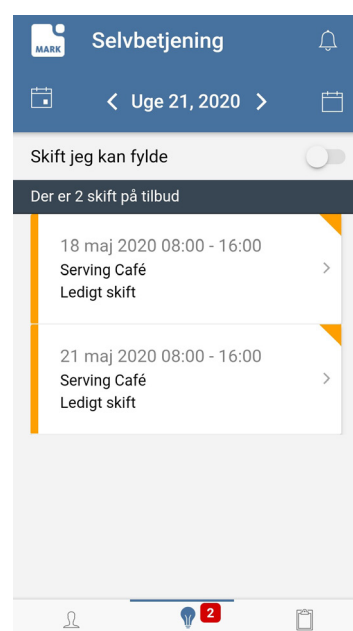 MARK
Selvbetjening
Uge 21, 2020
Skift jeg kan fylde
Der er 2 skift på tilbud
18 maj 2020 08:00 - 16:00
Serving Café
Ledigt skift
21 maj 2020 08:00 - 16:00
Serving Café
Ledigt skift
2